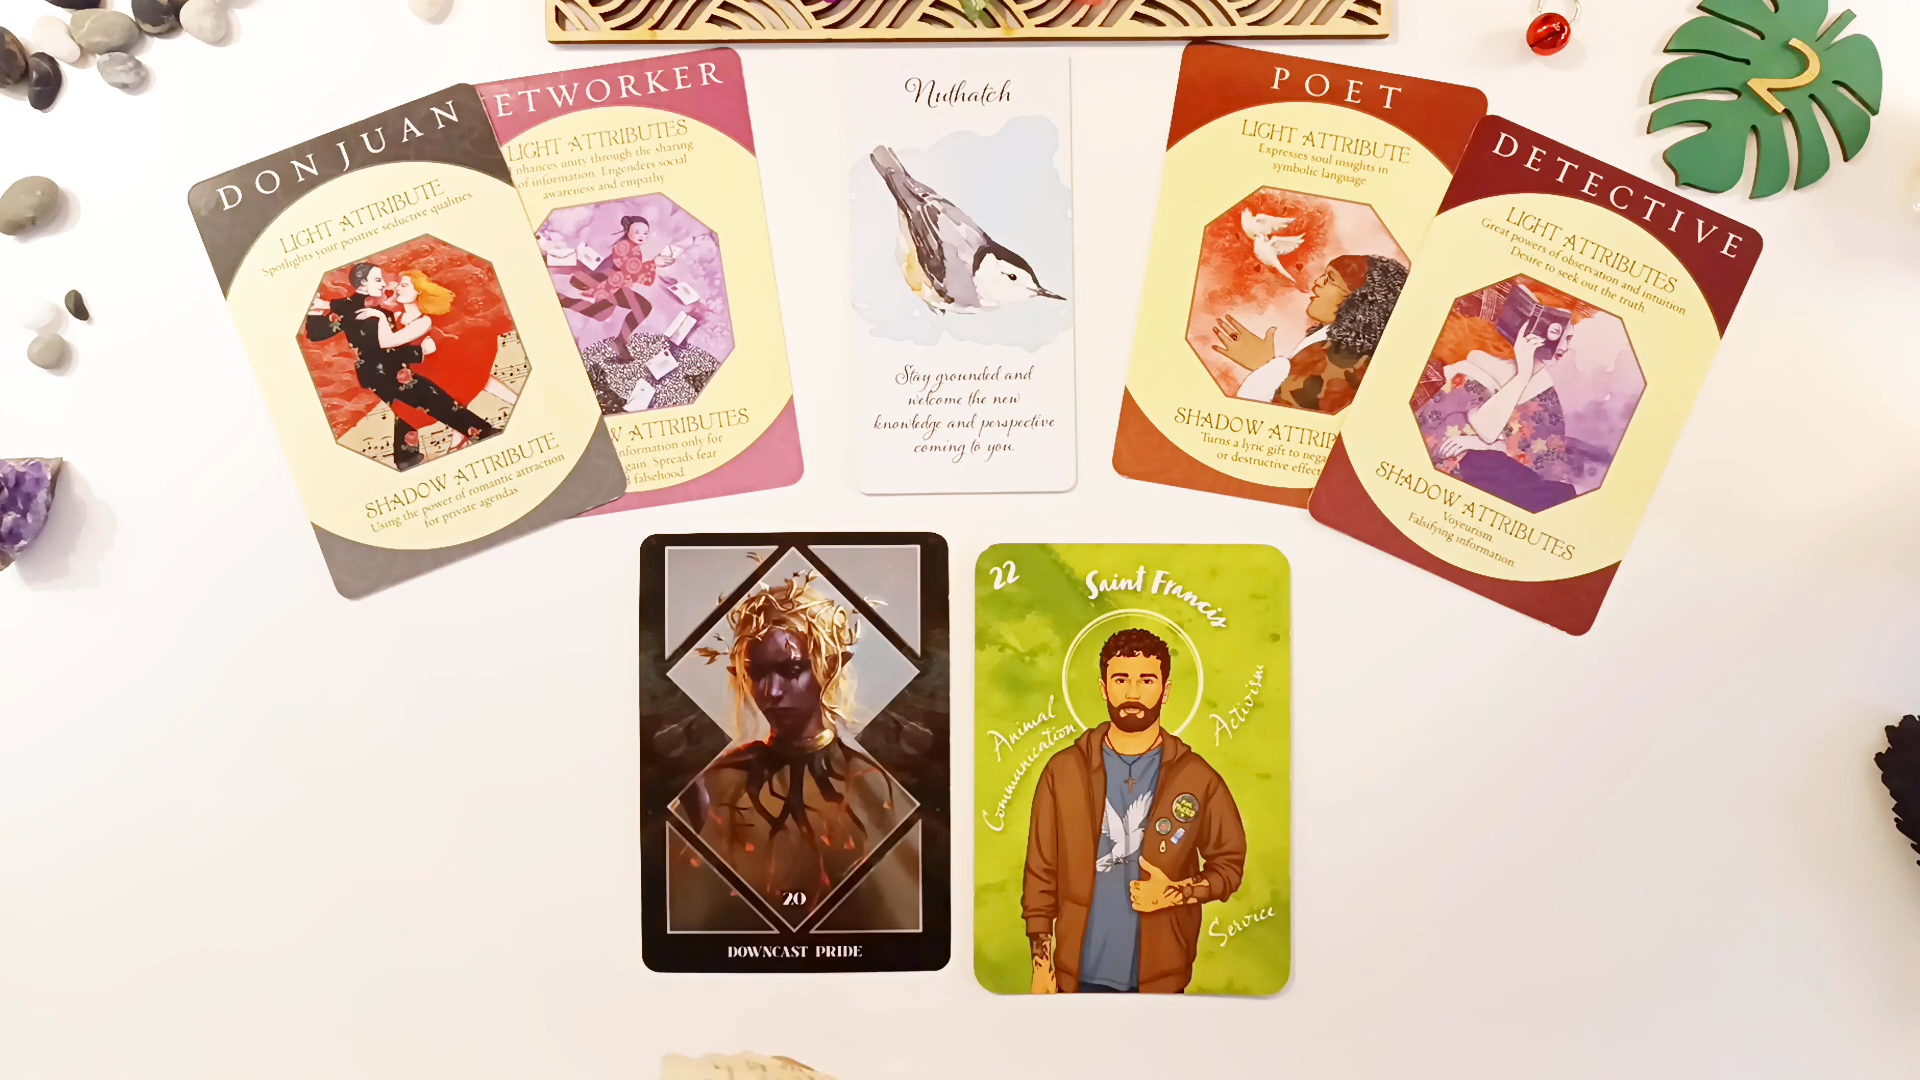 DON JUAN
LIGHT ATTRIBUTE
Spotlights your positive seductive qualities.
SHADOW ATTRIBUTE
Using the power of romantic attraction
for private agendas
ETWORKER
LIGHT ATTRIBUTES
nhances unity through the sharing
of information. Engenders social
awareness and empathy
W ATTRIBUTES
nformation only for
gain. Spreads fear
d falsehood.
Nuthatch
Stay grounded and
welcome the new
knowledge and perspective
coming to you.
POET
LIGHT ATTRIBUTE
Expresses soul insights in
symbolic language
SHADOW ATTRIB
Turns a lyric gift to nega
or destructive effect
DETECTIVE
LIGHT ATTRIBUTES
Great powers of observation and intuition
Desire to seek out the truth.
SHADOW ATTRIBUTES
Voyeurism
Falsifying information.
2
20
DOWNCAST PRIDE
22
Saint Francis
Animal
Communication
Activism
Service